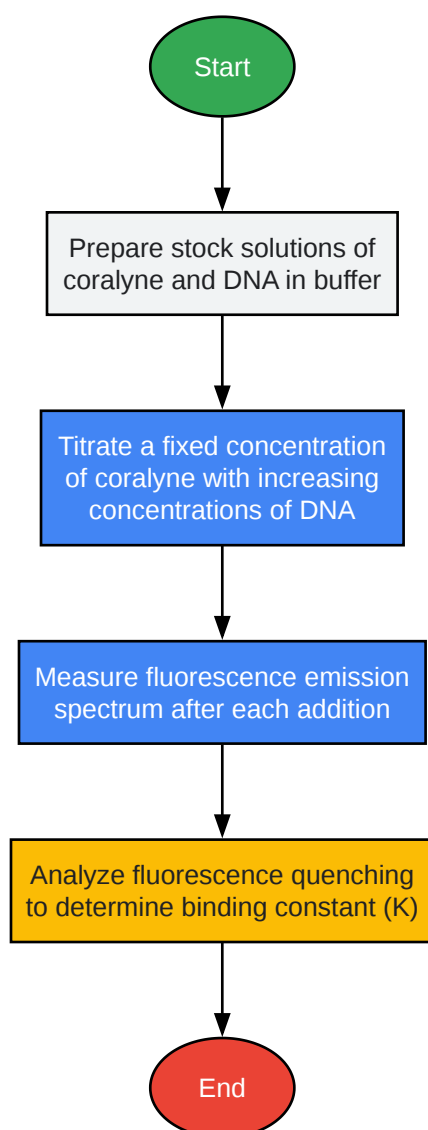 Start
Prepare stock solutions of
coralyne and DNA in buffer
Titrate a fixed concentration
of coralyne with increasing
concentrations of DNA
Measure fluorescence emission
spectrum after each addition
Analyze fluorescence quenching
to determine binding constant (K)
End